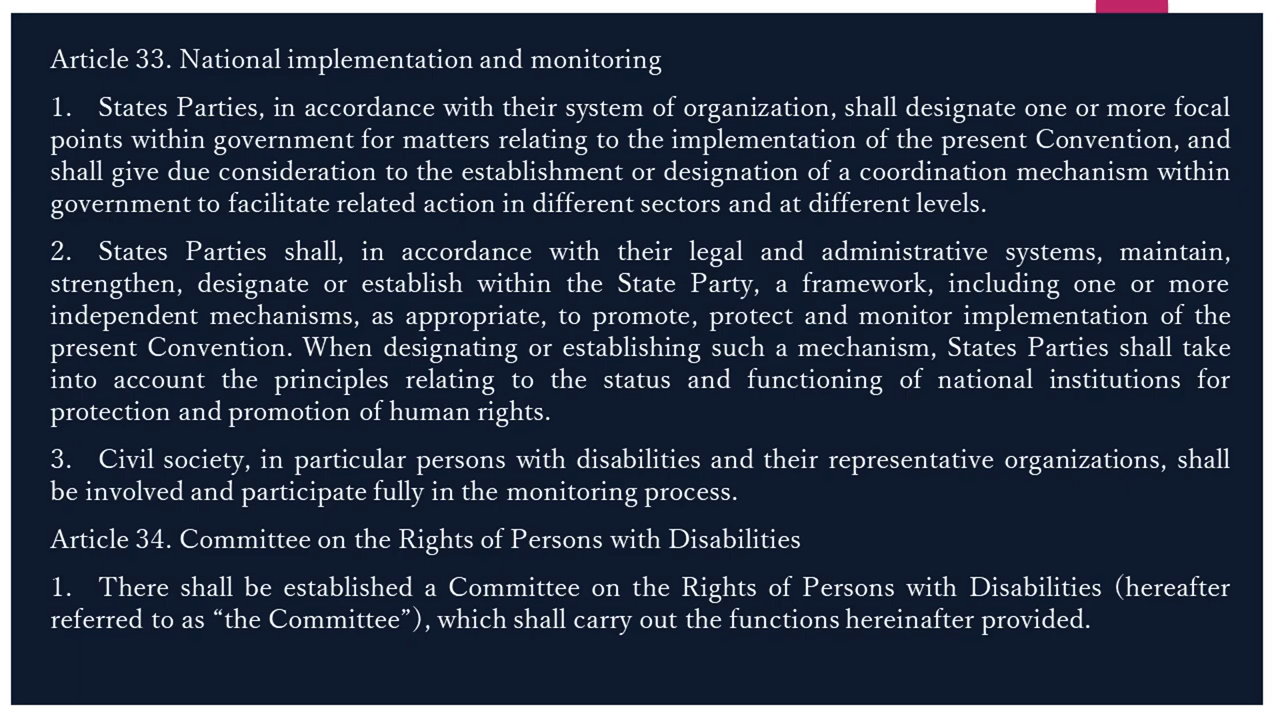 Article 33. National implementation and monitoring
1. States Parties, in accordance with their system of organization, shall designate one or more focal
points within government for matters relating to the implementation of the present Convention, and
shall give due consideration to the establishment or designation of a coordination mechanism within
government to facilitate related action in different sectors and at different levels.
2. States Parties shall, in accordance with their legal and administrative systems, maintain,
strengthen, designate or establish within the State Party, a framework, including one or more
independent mechanisms, as appropriate, to promote, protect and monitor implementation of the
present Convention. When designating or establishing such a mechanism, States Parties shall take
into account the principles relating to the status and functioning of national institutions for
protection and promotion of human rights.
3. Civil society, in particular persons with disabilities and their representative organizations, shall
be involved and participate fully in the monitoring process.
Article 34. Committee on the Rights of Persons with Disabilities
1. There shall be established a Committee on the Rights of Persons with Disabilities (hereafter
referred to as “the Committee”), which shall carry out the functions hereinafter provided.